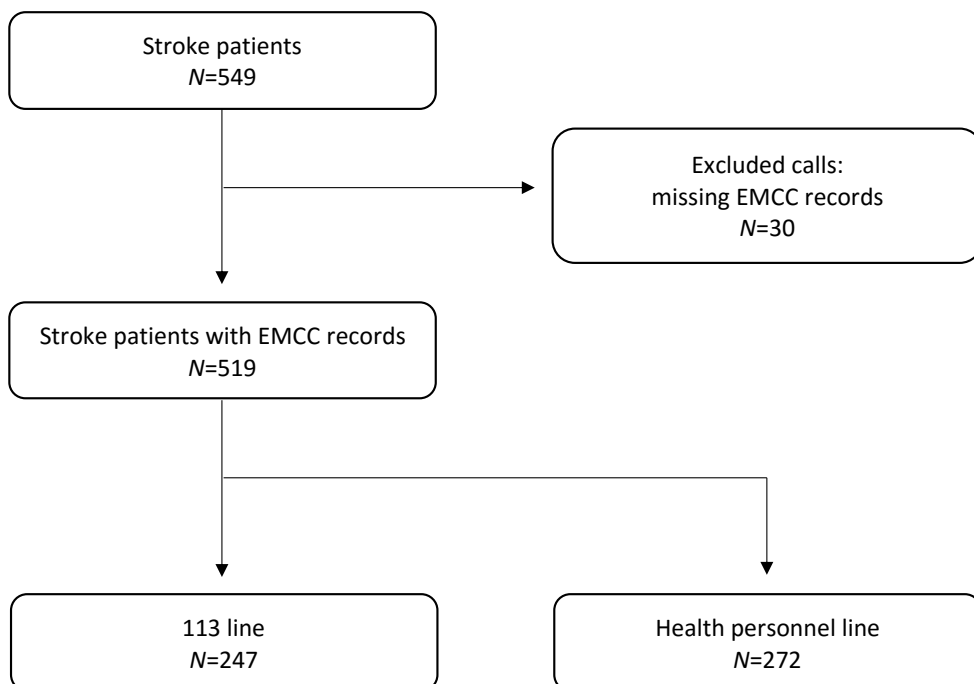 Stroke patients
N=549
Excluded calls:
missing EMCC records
N=30
Stroke patients with EMCC records
N=519
113 line
N=247
Health personnel line
N=272